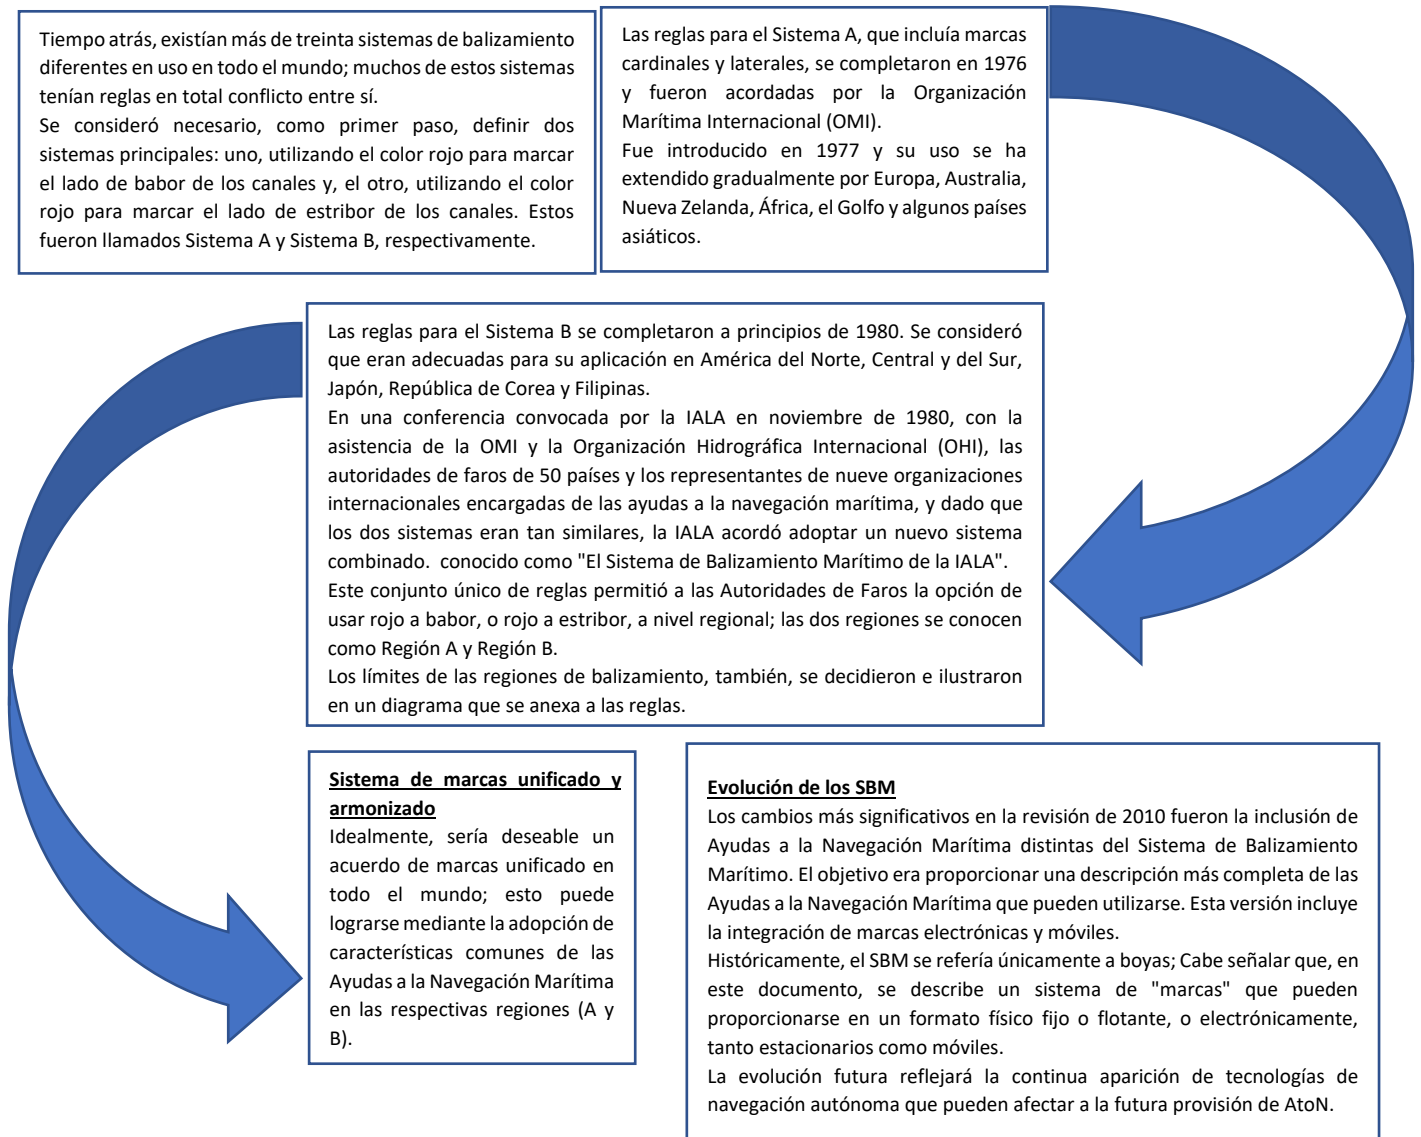 Tiempo atrás, existían más de treinta sistemas de balizamiento
diferentes en uso en todo el mundo; muchos de estos sistemas
tenían reglas en total conflicto entre sí.
Se consideró necesario, como primer paso, definir dos
sistemas principales: uno, utilizando el color rojo para marcar
el lado de babor de los canales y, el otro, utilizando el color
rojo para marcar el lado de estribor de los canales. Estos
fueron llamados Sistema A y Sistema B, respectivamente.
Las reglas para el Sistema A, que incluía marcas
cardinales y laterales, se completaron en 1976
y fueron acordadas por la Organización
Marítima Internacional (OMI).
Fue introducido en 1977 y su uso se ha
extendido gradualmente por Europa, Australia,
Nueva Zelanda, África, el Golfo y algunos países
asiáticos.
Las reglas para el Sistema B se completaron a principios de 1980. Se consideró
que eran adecuadas para su aplicación en América del Norte, Central y del Sur,
Japón, República de Corea y Filipinas.
En una conferencia convocada por la IALA en noviembre de 1980, con la
asistencia de la OMI y la Organización Hidrográfica Internacional (OHI), las
autoridades de faros de 50 países y los representantes de nueve organizaciones
internacionales encargadas de las ayudas a la navegación marítima, y dado que
los dos sistemas eran tan similares, la IALA acordó adoptar un nuevo sistema
combinado. conocido como "El Sistema de Balizamiento Marítimo de la IALA".
Este conjunto único de reglas permitió a las Autoridades de Faros la opción de
usar rojo a babor, o rojo a estribor, a nivel regional; las dos regiones se conocen
como Región A y Región B.
Los límites de las regiones de balizamiento, también, se decidieron e ilustraron
en un diagrama que se anexa a las reglas.
Sistema de marcas unificado y
armonizado
Idealmente, sería deseable un
acuerdo de marcas unificado en
todo el mundo; esto puede
lograrse mediante la adopción de
características comunes de las
Ayudas a la Navegación Marítima
en las respectivas regiones (A y
B).
Evolución de los SBM
Los cambios más significativos en la revisión de 2010 fueron la inclusión de
Ayudas a la Navegación Marítima distintas del Sistema de Balizamiento
Marítimo. El objetivo era proporcionar una descripción más completa de las
Ayudas a la Navegación Marítima que pueden utilizarse. Esta versión incluye
la integración de marcas electrónicas y móviles.
Históricamente, el SBM se refería únicamente a boyas; Cabe señalar que, en
este documento, se describe un sistema de "marcas" que pueden
proporcionarse en un formato físico fijo o flotante, o electrónicamente,
tanto estacionarios como móviles.
La evolución futura reflejará la continua aparición de tecnologías de
navegación autónoma que pueden afectar a la futura provisión de AtoN.